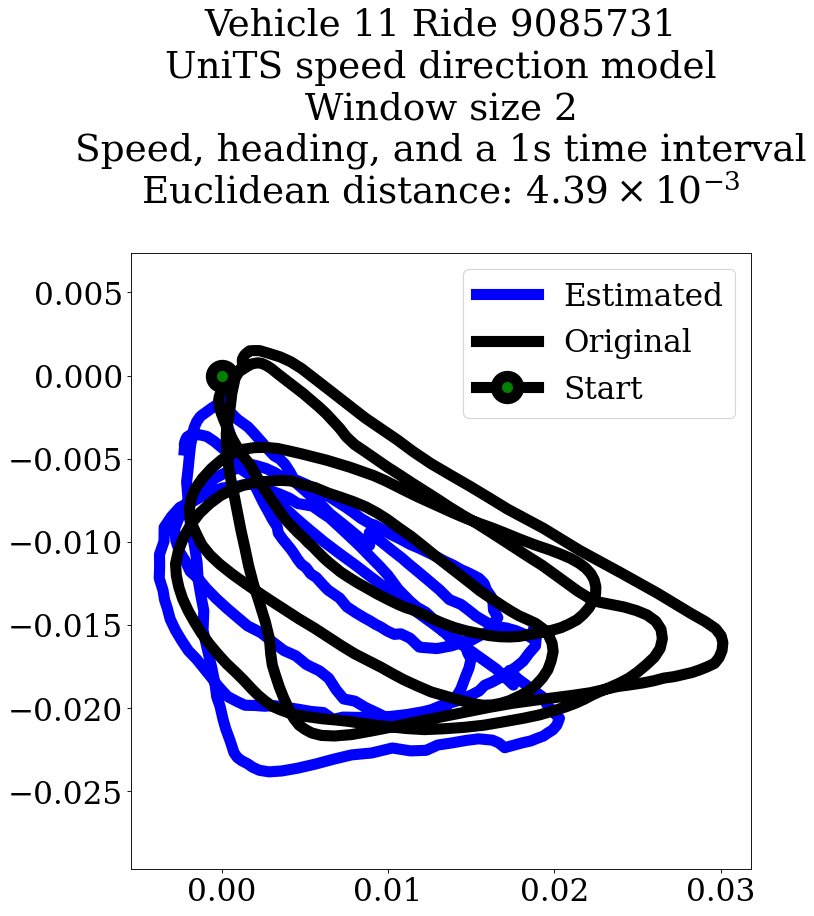 Vehicle 11 Ride 9085731
UniTS speed direction model
Window size 2
Speed, heading, and a 1s time interval
Euclidean distance: 4.39 × 10⁻³
Estimated
Original
Start
0.005
0.000
−0.005
−0.010
−0.015
−0.020
−0.025
0.00 0.01 0.02 0.03